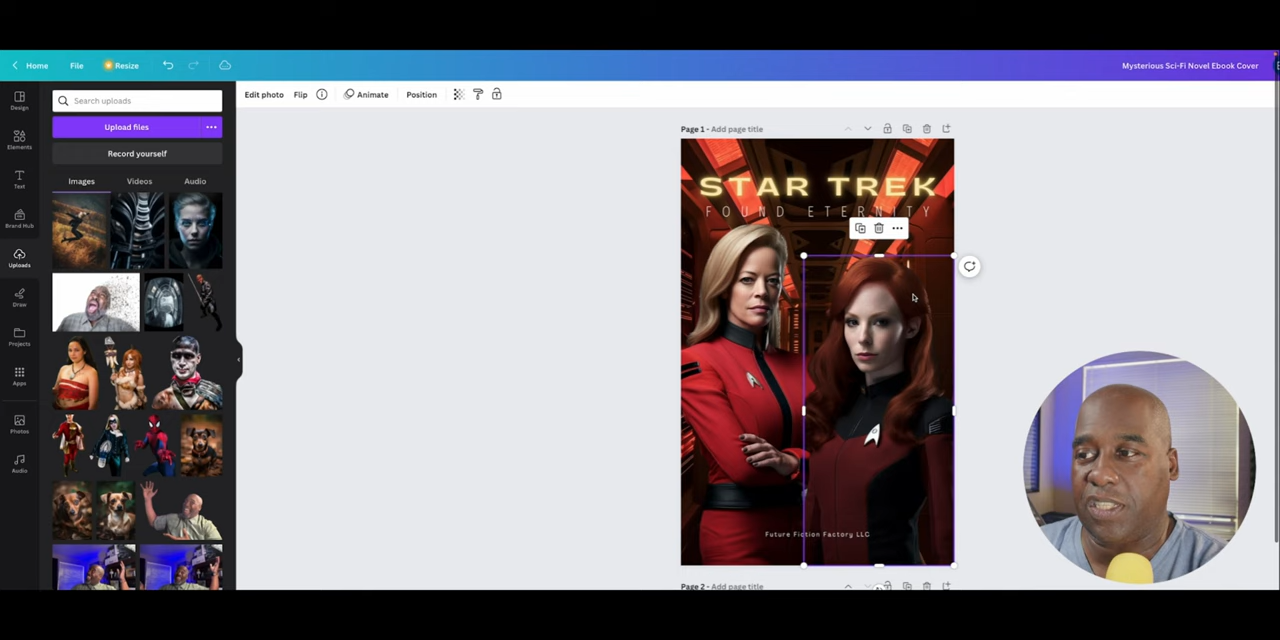 Home File Resize Mysterious Sci-Fi Novel Ebook Cover
Design
Elements
Text
Brand Hub
Uploads
Draw
Projects
Apps
Photos
Audio
Search uploads
Upload files
Record yourself
Images Videos Audio
Edit photo Flip Animate Position
Page 1 - Add page title
STAR TREK
FOUND ETERNITY
Future Fiction Factory LLC
Page 2 - Add page title